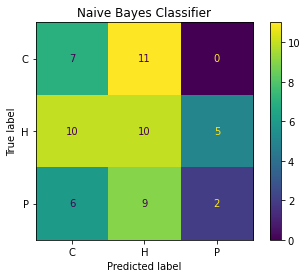 Naive Bayes Classifier
C 7 11 0
H 10 10 5
P 6 9 2
C H P
True label
Predicted label
10
8
6
4
2
0